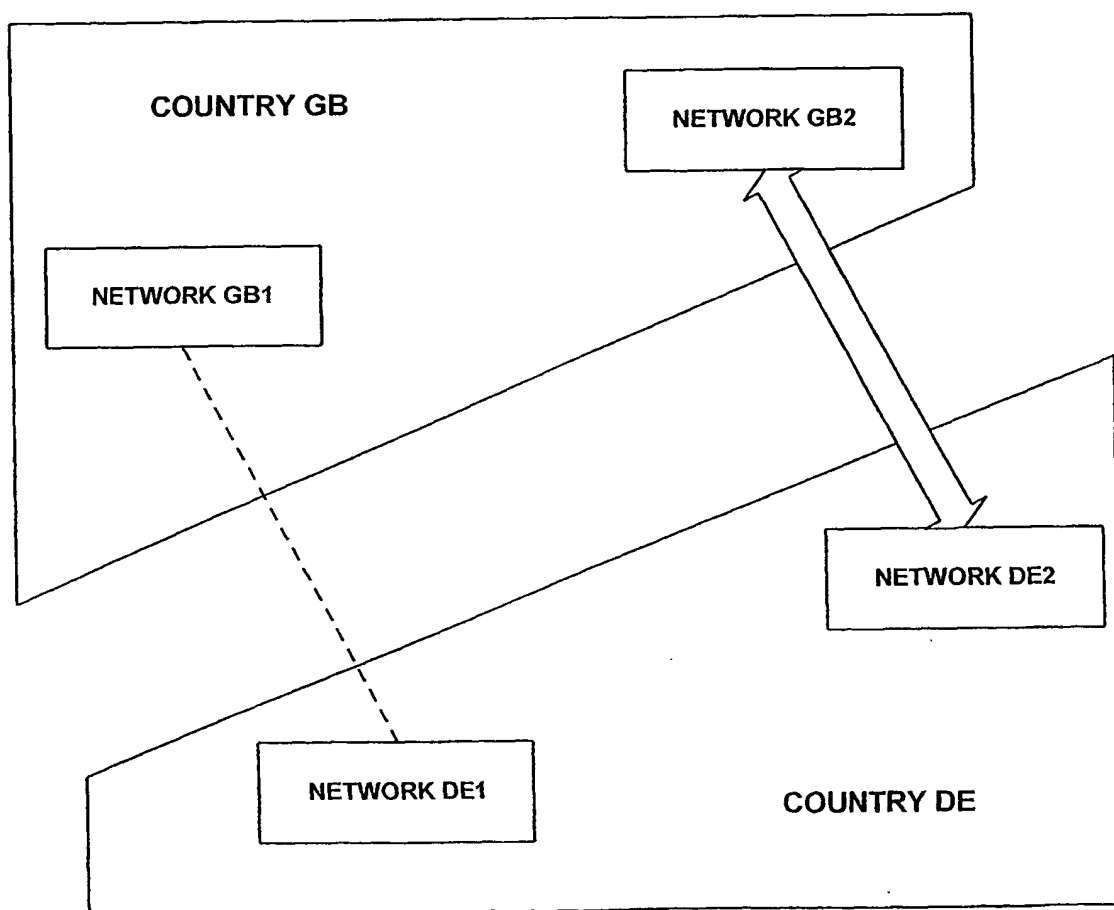 COUNTRY GB
NETWORK GB2
NETWORK GB1
NETWORK DE2
NETWORK DE1
COUNTRY DE